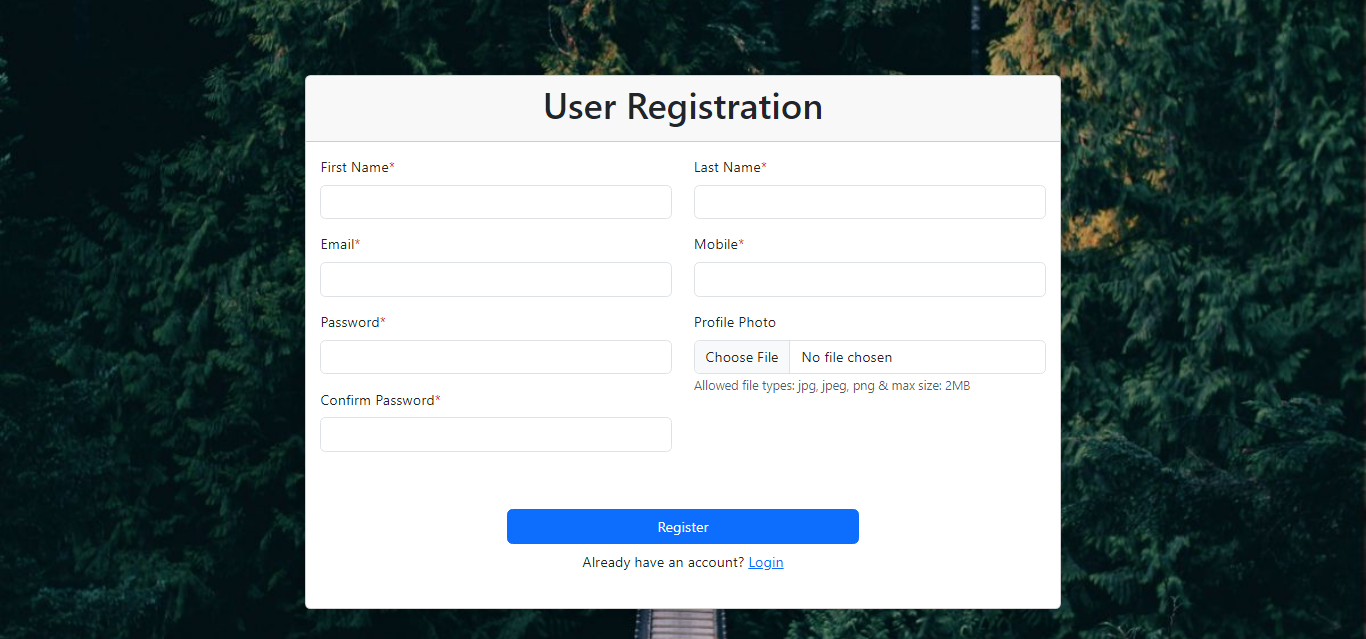 User Registration
First Name* Last Name*
Email* Mobile*
Password* Profile Photo
Choose File No file chosen
Allowed file types: jpg, jpeg, png & max size: 2MB
Confirm Password*
Register
Already have an account? Login